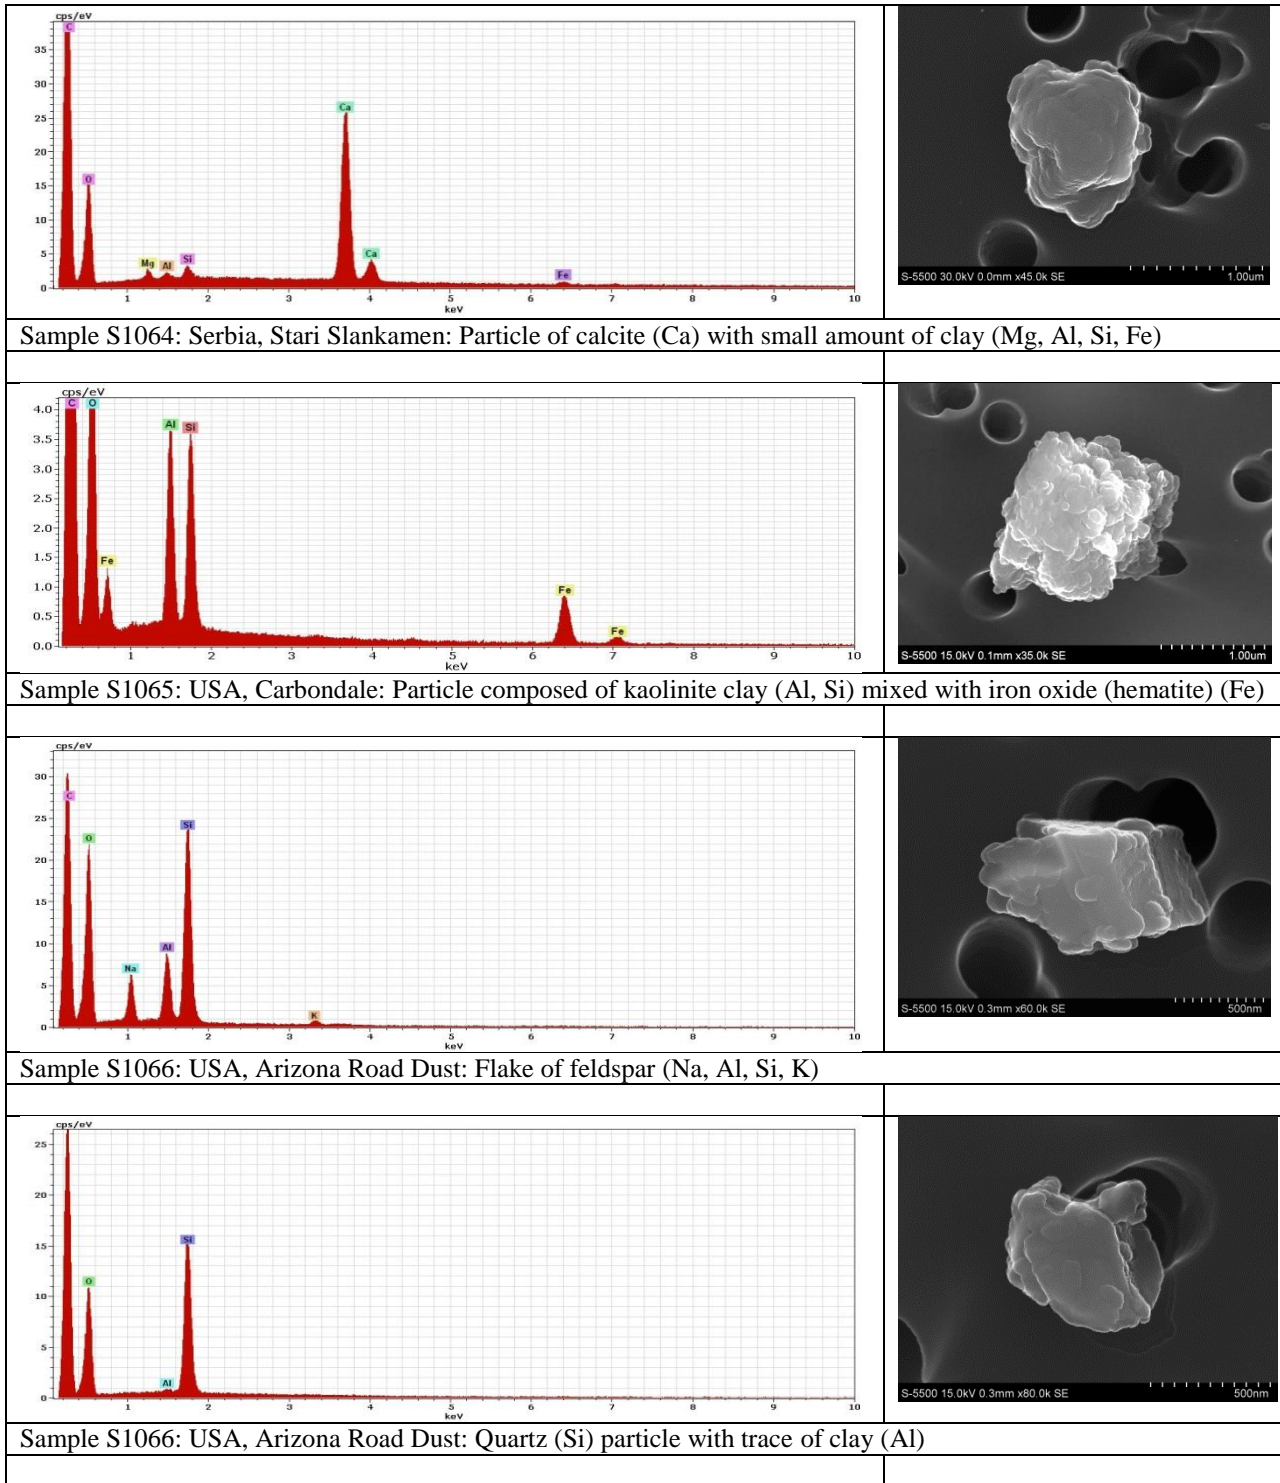 cps/eV
C
35
Ca
30
25
20
O
15
10
Mg Al Si
Ca
Fe
5
0
1 2 3 4 5 6 7 8 9 10
keV
S-5500 30.0kV 0.0mm x45.0k SE 1.00um
Sample S1064: Serbia, Stari Slankamen: Particle of calcite (Ca) with small amount of clay (Mg, Al, Si, Fe)
cps/eV
C O
4.0
Al Si
3.5
3.0
2.5
2.0
Fe
1.5
1.0
Fe
0.5
Fe
0.0
1 2 3 4 5 6 7 8 9 10
keV
S-5500 15.0kV 0.1mm x35.0k SE 1.00um
Sample S1065: USA, Carbondale: Particle composed of kaolinite clay (Al, Si) mixed with iron oxide (hematite) (Fe)
cps/eV
30
C
25
Si
O
20
15
10
Al
Na
5
K
0
1 2 3 4 5 6 7 8 9 10
keV
S-5500 15.0kV 0.3mm x60.0k SE 500nm
Sample S1066: USA, Arizona Road Dust: Flake of feldspar (Na, Al, Si, K)
cps/eV
25
20
15
Si
O
10
5
Al
0
1 2 3 4 5 6 7 8 9 10
keV
S-5500 15.0kV 0.3mm x80.0k SE 500nm
Sample S1066: USA, Arizona Road Dust: Quartz (Si) particle with trace of clay (Al)